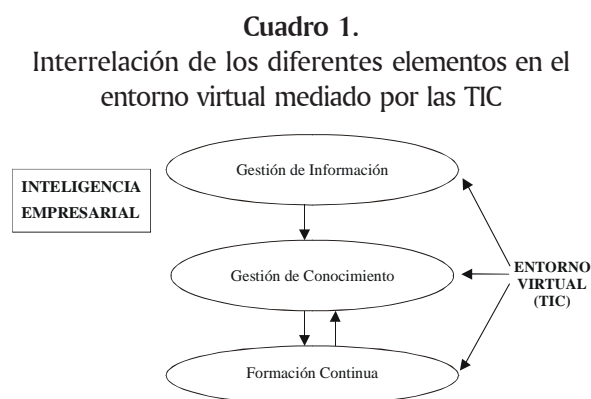 Cuadro 1.
Interrelación de los diferentes elementos en el
entorno virtual mediado por las TIC
Gestión de Información
INTELIGENCIA
EMPRESARIAL
Gestión de Conocimiento
ENTORNO
VIRTUAL
(TIC)
Formación Continua